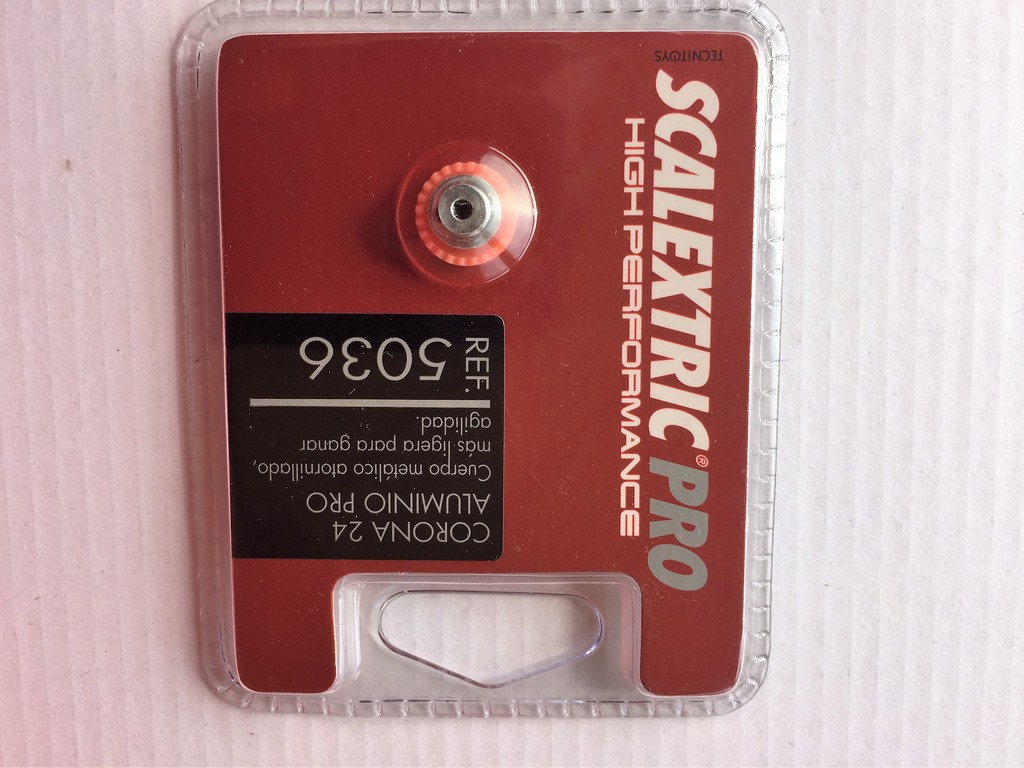 TECNITOYS
SCALEXTRIC® PRO
HIGH PERFORMANCE
CORONA 24
ALUMINIO PRO
Cuerpo metálico atornillado,
más ligera para ganar
agilidad.
REF. 5036